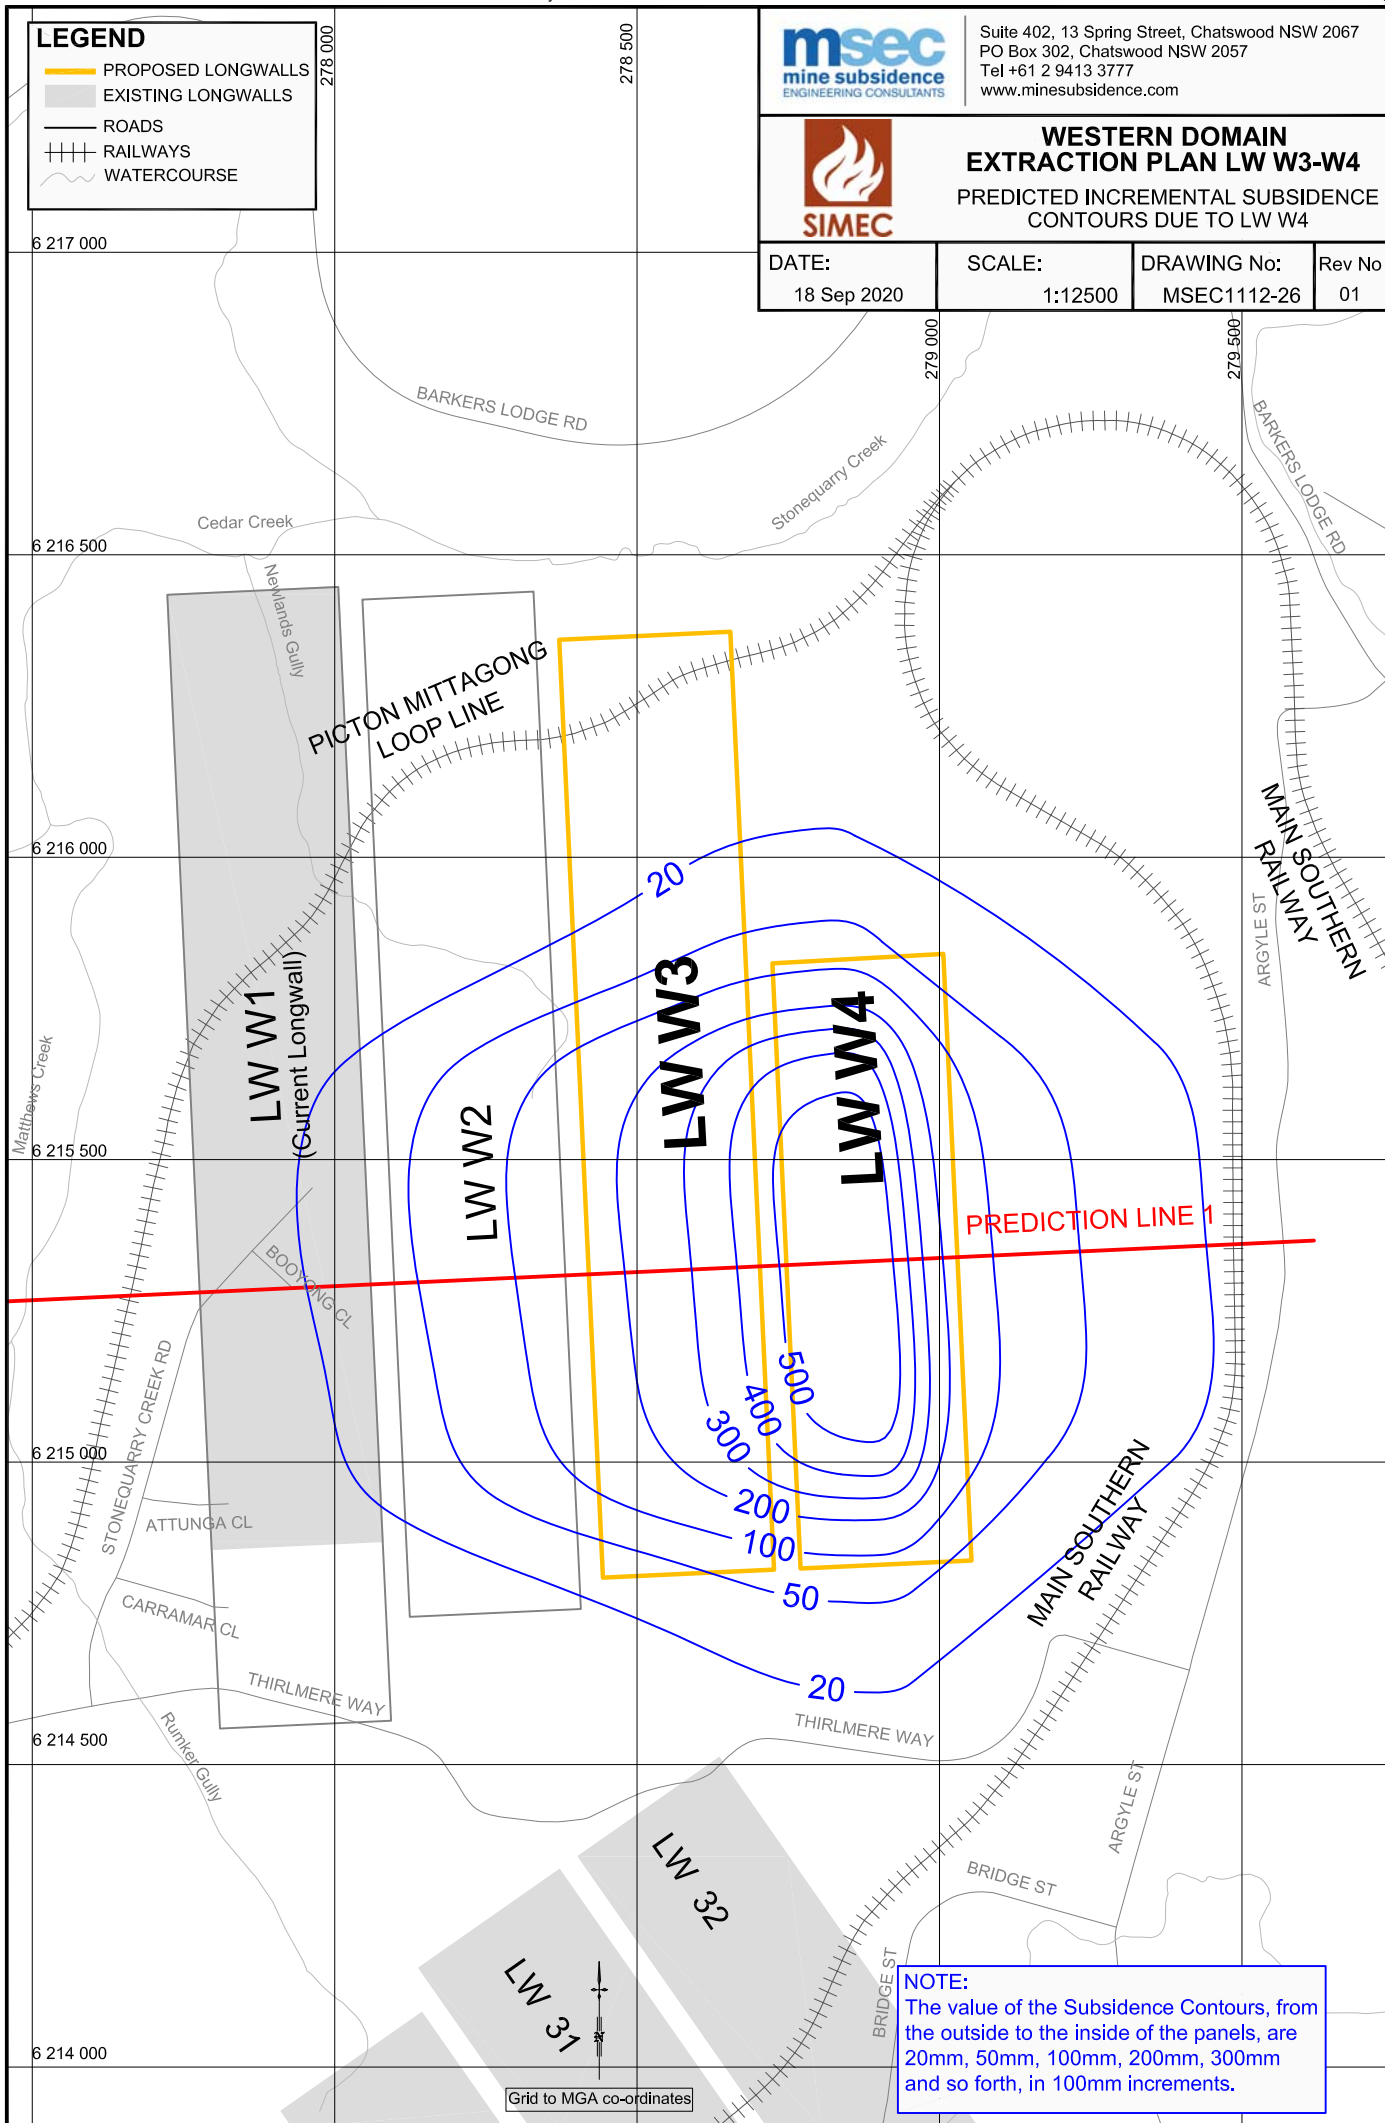 LEGEND
PROPOSED LONGWALLS
EXISTING LONGWALLS
ROADS
RAILWAYS
WATERCOURSE
278 000
278 500
msec
mine subsidence
ENGINEERING CONSULTANTS
Suite 402, 13 Spring Street, Chatswood NSW 2067
PO Box 302, Chatswood NSW 2057
Tel +61 2 9413 3777
www.minesubsidence.com
SIMEC
WESTERN DOMAIN
EXTRACTION PLAN LW W3-W4
PREDICTED INCREMENTAL SUBSIDENCE
CONTOURS DUE TO LW W4
DATE:
18 Sep 2020
SCALE:
1:12500
DRAWING No:
MSEC1112-26
Rev No
01
6 217 000
279 000
279 500
BARKERS LODGE RD
BARKERS LODGE RD
Stonequarry Creek
Cedar Creek
6 216 500
Newlands Gully
PICTON MITTAGONG
LOOP LINE
MAIN SOUTHERN
RAILWAY
6 216 000
20
ARGYLE ST
LW W1
(Current Longwall)
LW W3
LW W4
Matthews Creek
LW W2
6 215 500
PREDICTION LINE 1
BOOYONG CL
STONEQUARRY CREEK RD
500
400
300
200
100
50
20
6 215 000
MAIN SOUTHERN
RAILWAY
ATTUNGA CL
CARRAMAR CL
THIRLMERE WAY
THIRLMERE WAY
Rumker Gully
6 214 500
ARGYLE ST
LW 32
BRIDGE ST
LW 31
BRIDGE ST
N
6 214 000
Grid to MGA co-ordinates
NOTE:
The value of the Subsidence Contours, from
the outside to the inside of the panels, are
20mm, 50mm, 100mm, 200mm, 300mm
and so forth, in 100mm increments.